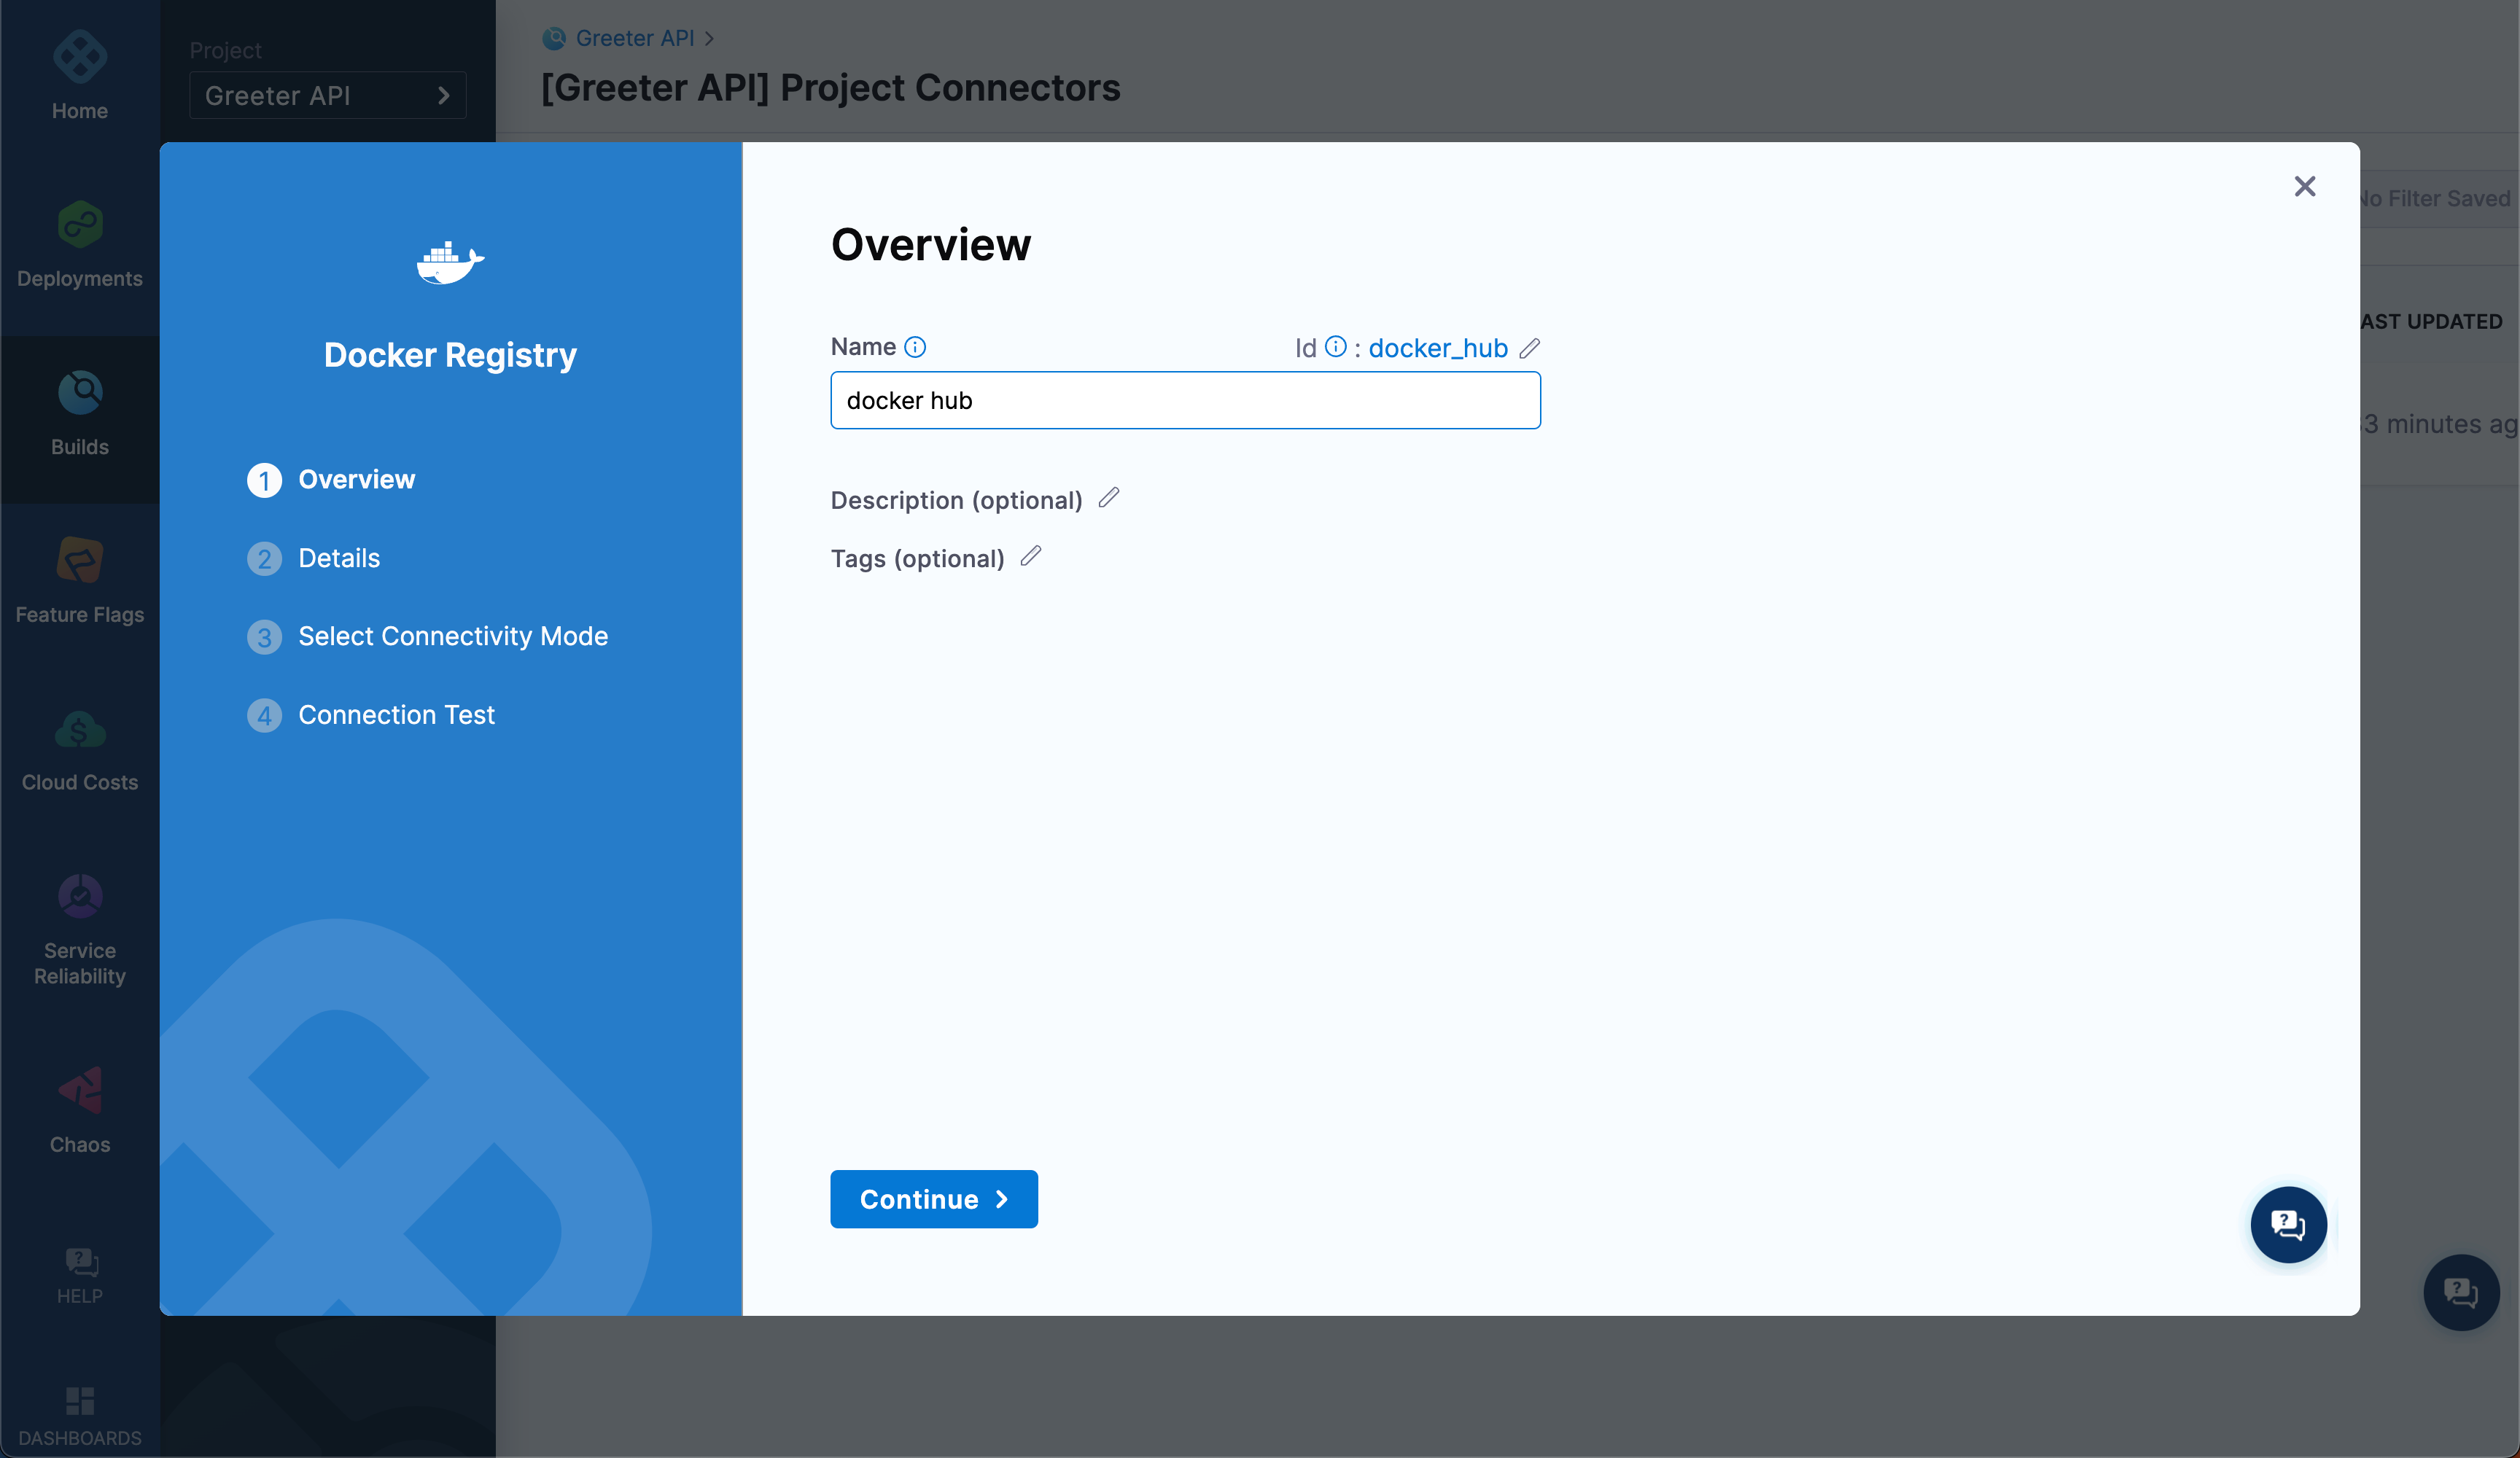 Home
Deployments
Builds
Feature Flags
Cloud Costs
Service
Reliability
Chaos
HELP
DASHBOARDS
Project
Greeter API
Greeter API
[Greeter API] Project Connectors
No Filter Saved
AST UPDATED
3 minutes ag
Docker Registry
1 Overview
2 Details
3 Select Connectivity Mode
4 Connection Test
Overview
Name
Id : docker_hub
docker hub
Description (optional)
Tags (optional)
Continue